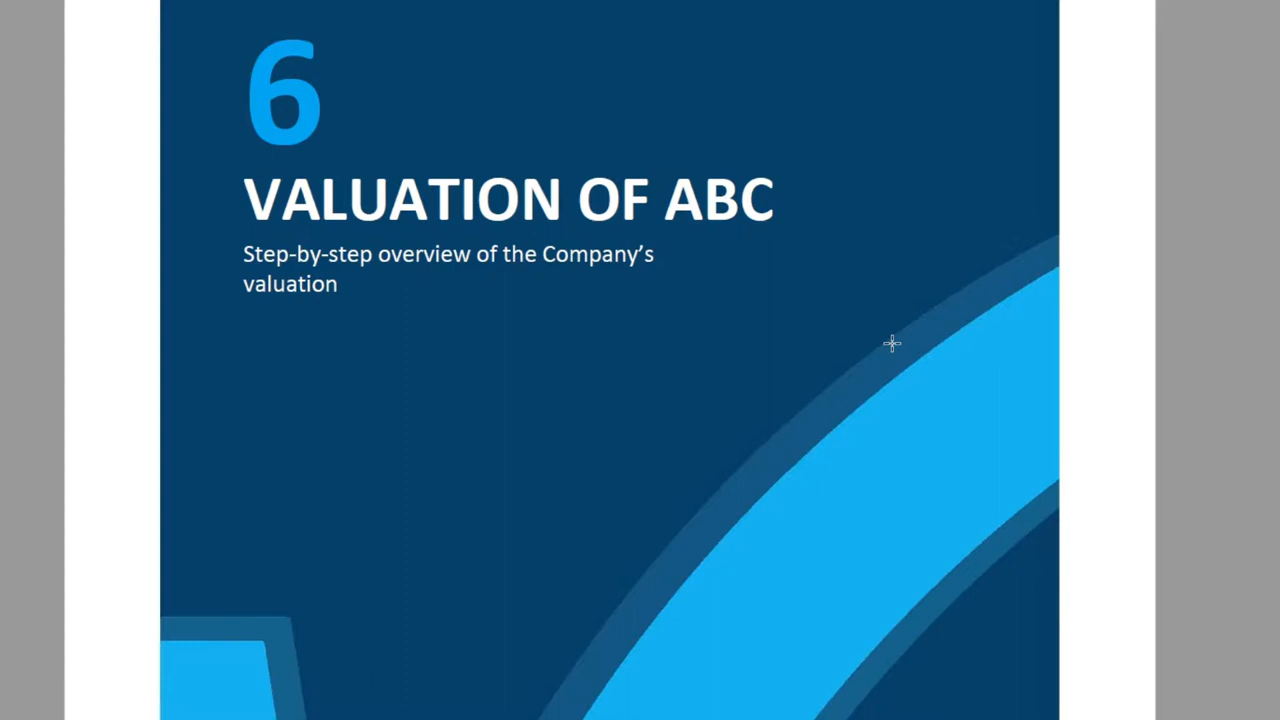 6
VALUATION OF ABC
Step-by-step overview of the Company’s
valuation